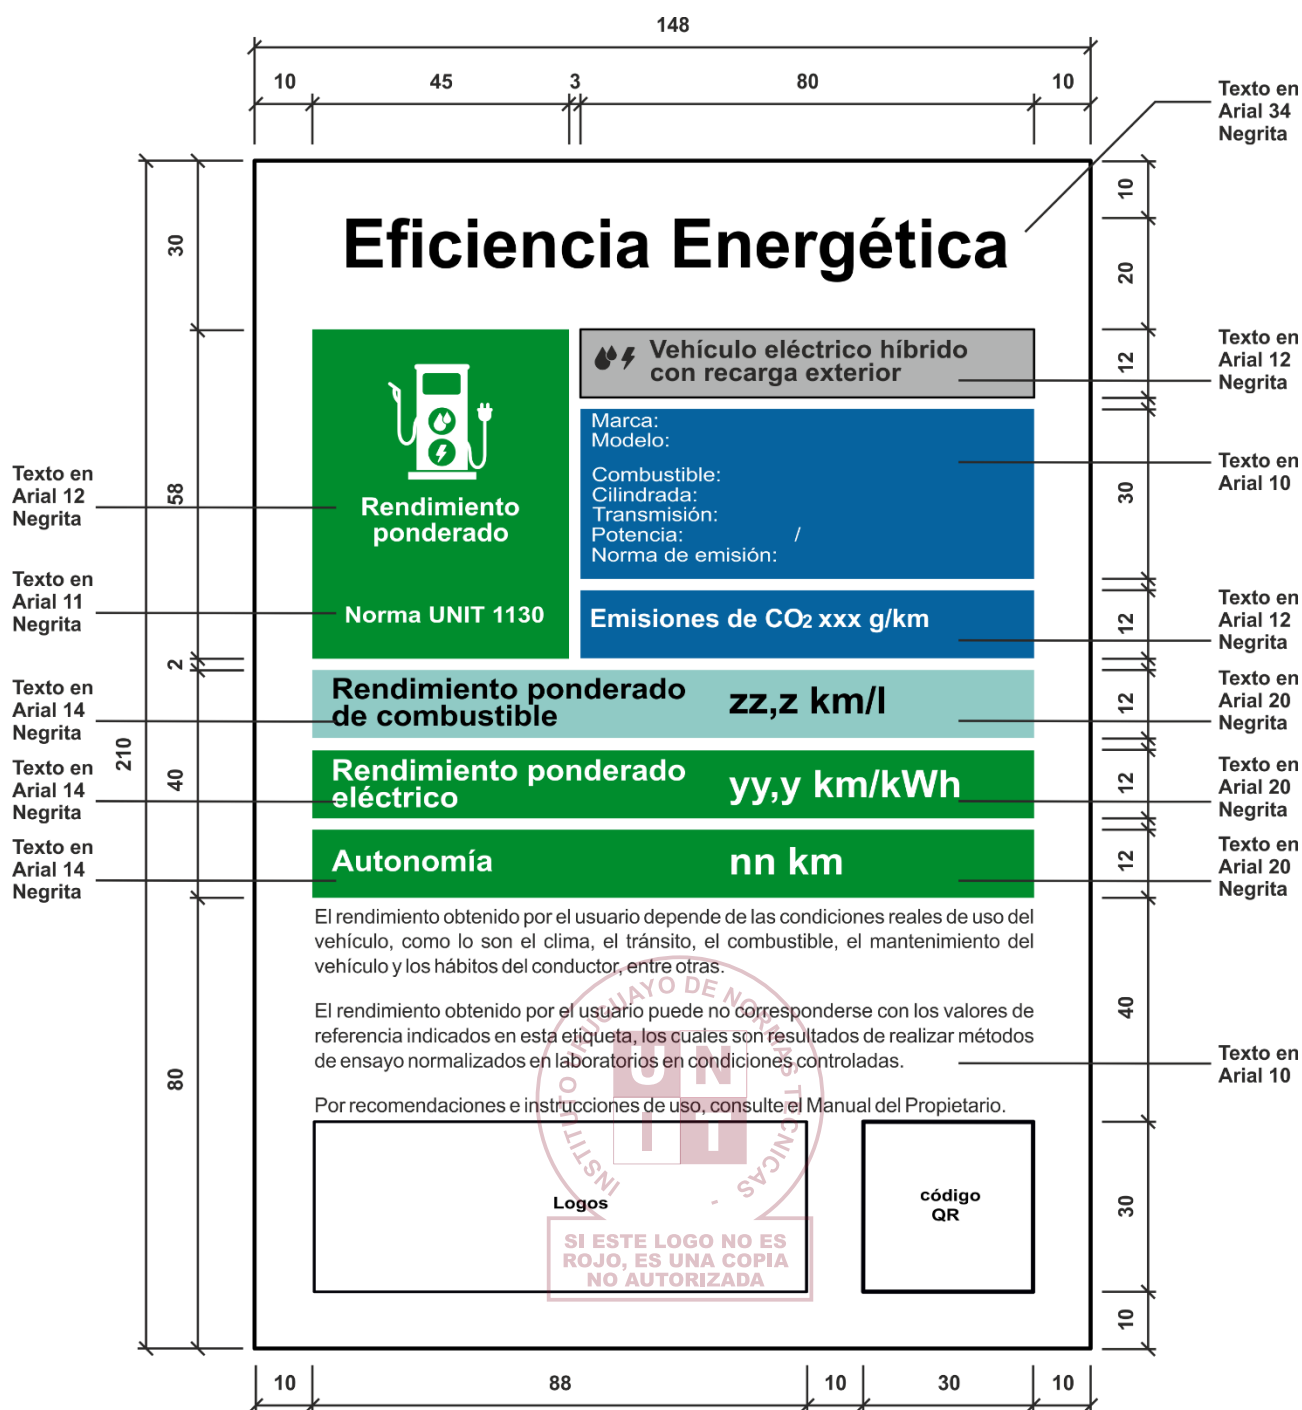 148
10
45
3
80
10
Texto en
Arial 34
Negrita
10
30
Eficiencia Energética
20
Vehículo eléctrico híbrido
con recarga exterior
12
Texto en
Arial 12
Negrita
Marca:
Modelo:
Combustible:
Cilindrada:
Transmisión:
Potencia: /
Norma de emisión:
30
Texto en
Arial 10
Texto en
Arial 12
Negrita
58
Rendimiento
ponderado
Texto en
Arial 11
Negrita
Norma UNIT 1130
Emisiones de CO2 xxx g/km
12
Texto en
Arial 12
Negrita
2
Texto en
Arial 14
Negrita
Rendimiento ponderado
de combustible
zz,z km/l
12
Texto en
Arial 20
Negrita
210
40
Texto en
Arial 14
Negrita
Rendimiento ponderado
eléctrico
yy,y km/kWh
12
Texto en
Arial 20
Negrita
Texto en
Arial 14
Negrita
Autonomía
nn km
12
Texto en
Arial 20
Negrita
El rendimiento obtenido por el usuario depende de las condiciones reales de uso del
vehículo, como lo son el clima, el tránsito, el combustible, el mantenimiento del
vehículo y los hábitos del conductor, entre otras.
El rendimiento obtenido por el usuario puede no corresponderse con los valores de
referencia indicados en esta etiqueta, los cuales son resultados de realizar métodos
de ensayo normalizados en laboratorios en condiciones controladas.
Por recomendaciones e instrucciones de uso, consulte el Manual del Propietario.
40
Texto en
Arial 10
80
INSTITUTO URUGUAYO DE NORMAS TECNICAS -
UN
IT
Logos
código
QR
30
SI ESTE LOGO NO ES
ROJO, ES UNA COPIA
NO AUTORIZADA
10
10
88
10
30
10